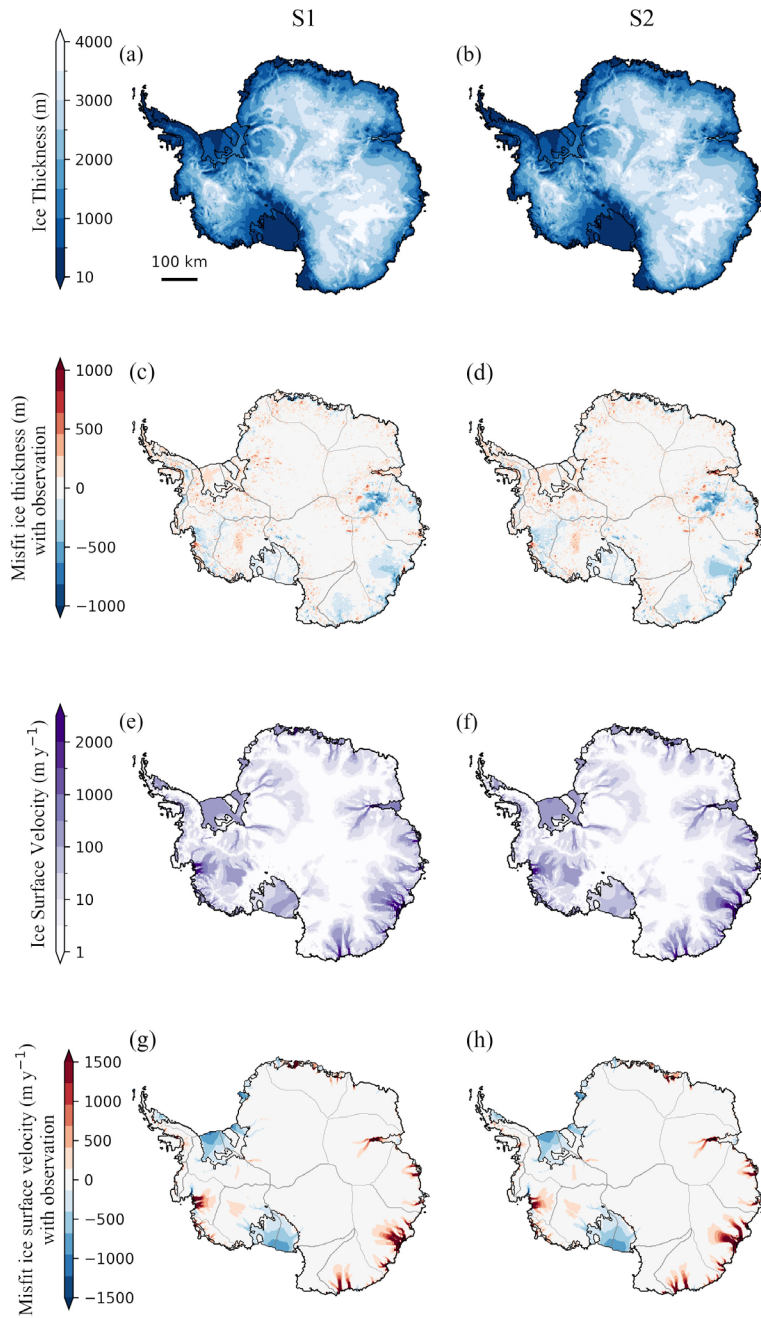 S1
S2
(a)
(b)
Ice Thickness (m)
4000
3000
2000
1000
10
100 km
(c)
(d)
Misfit ice thickness (m)
with observation
1000
500
0
−500
−1000
(e)
(f)
Ice Surface Velocity (m y⁻¹)
2000
1000
100
10
1
(g)
(h)
Misfit ice surface velocity (m y⁻¹)
with observation
1500
1000
500
0
−500
−1000
−1500